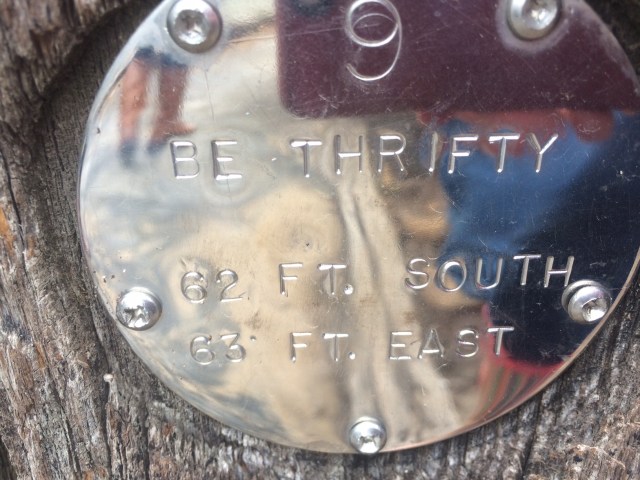 9
BE THRIFTY
62 FT. SOUTH
63 FT. EAST